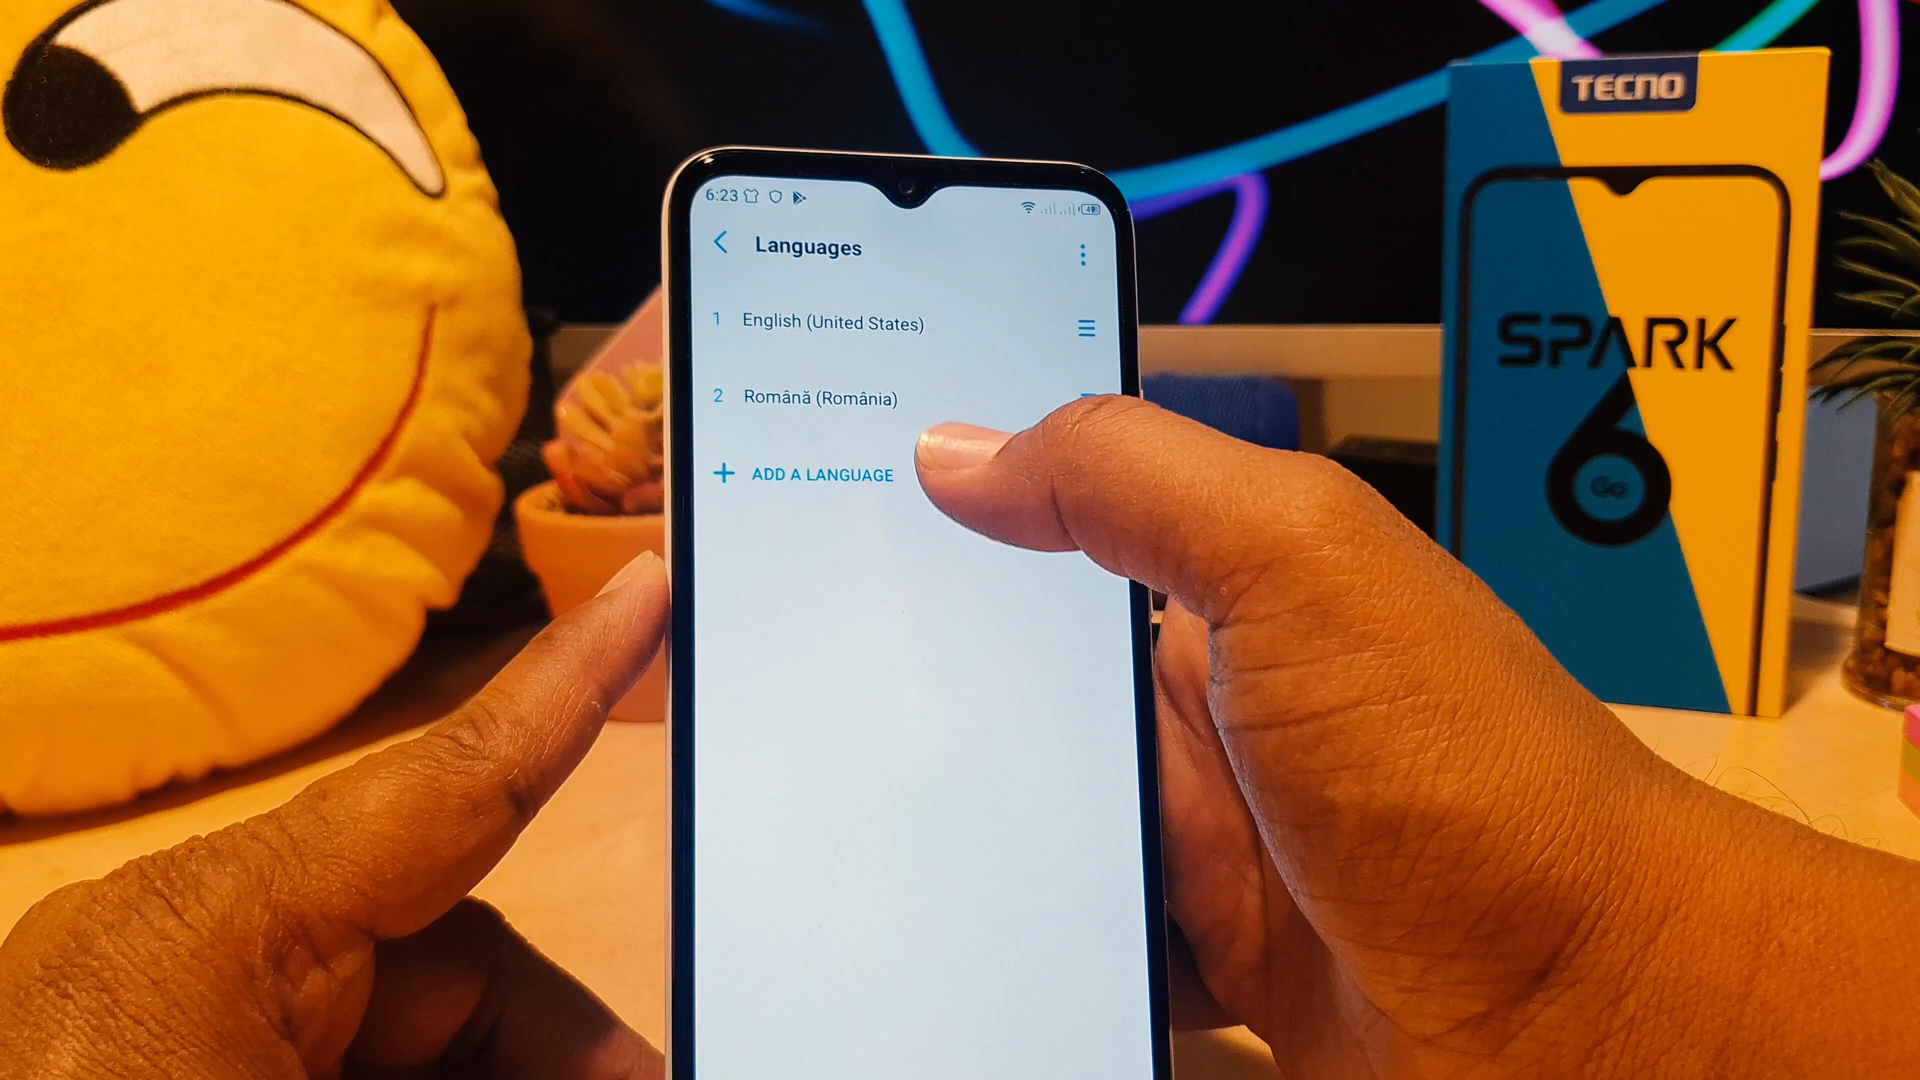 6:23
Languages
1 English (United States)
2 Română (România)
+ ADD A LANGUAGE
TECNO
SPARK
6
Go